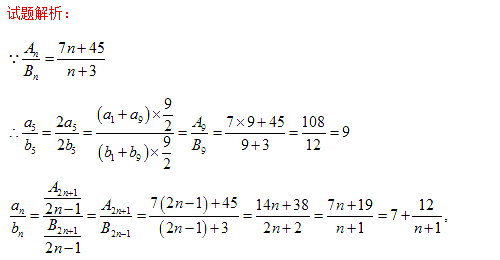 试题解析：
∵ A_n/B_n = (7n+45)/(n+3)
∴ a_5/b_5 = 2a_5/2b_5 = ((a_1+a_9)×9/2)/((b_1+b_9)×9/2) = A_9/B_9 = (7×9+45)/(9+3) = 108/12 = 9
a_n/b_n = (A_{2n+1}/(2n−1))/(B_{2n+1}/(2n−1)) = A_{2n+1}/B_{2n−1} = (7(2n−1)+45)/((2n−1)+3) = (14n+38)/(2n+2) = (7n+19)/(n+1) = 7+12/(n+1),